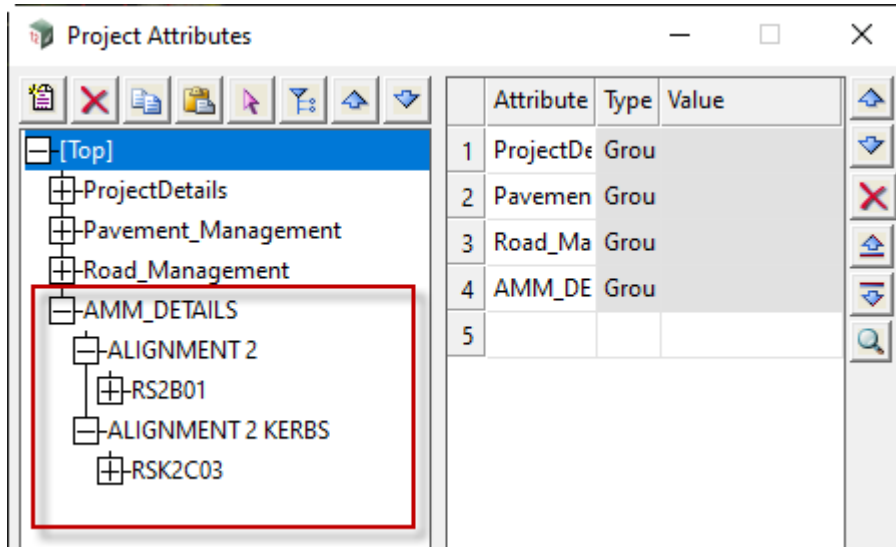 Project Attributes
[Top]
ProjectDetails
Pavement_Management
Road_Management
AMM_DETAILS
ALIGNMENT 2
RS2B01
ALIGNMENT 2 KERBS
RSK2C03
Attribute Type Value
1 ProjectDe Grou
2 Pavemen Grou
3 Road_Ma Grou
4 AMM_DE Grou
5